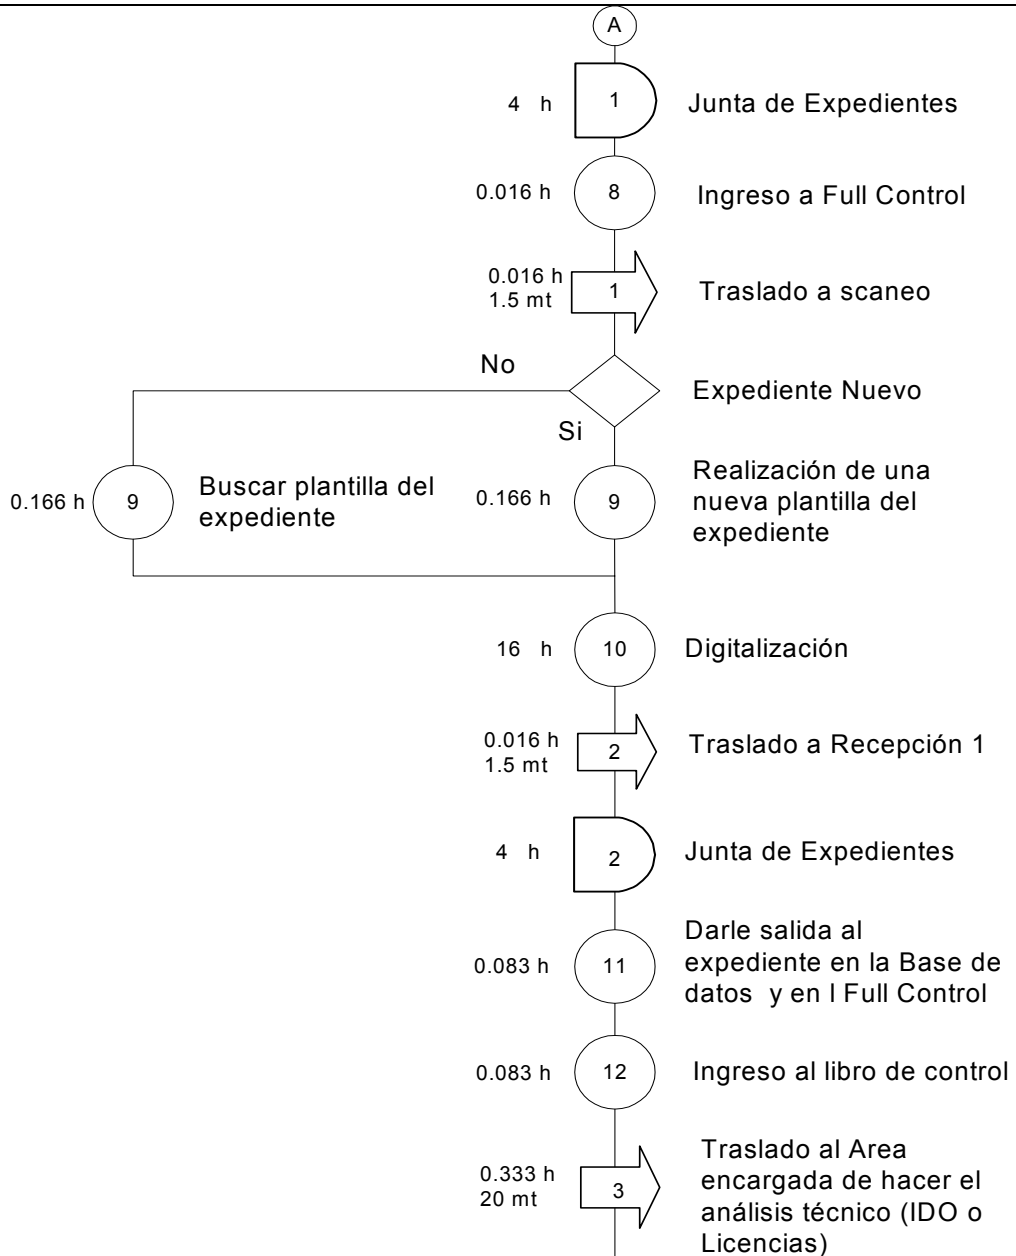 A
4 h
1
Junta de Expedientes
0.016 h
8
Ingreso a Full Control
0.016 h
1.5 mt
1
Traslado a scaneo
No
Expediente Nuevo
Si
0.166 h
9
Buscar plantilla del
expediente
0.166 h
9
Realización de una
nueva plantilla del
expediente
16 h
10
Digitalización
0.016 h
1.5 mt
2
Traslado a Recepción 1
4 h
2
Junta de Expedientes
0.083 h
11
Darle salida al
expediente en la Base de
datos y en l Full Control
0.083 h
12
Ingreso al libro de control
0.333 h
20 mt
3
Traslado al Area
encargada de hacer el
análisis técnico (IDO o
Licencias)